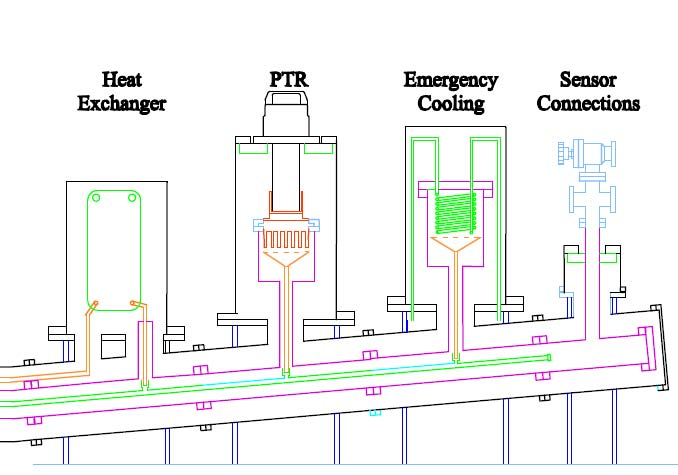 Heat
Exchanger
PTR
Emergency
Cooling
Sensor
Connections